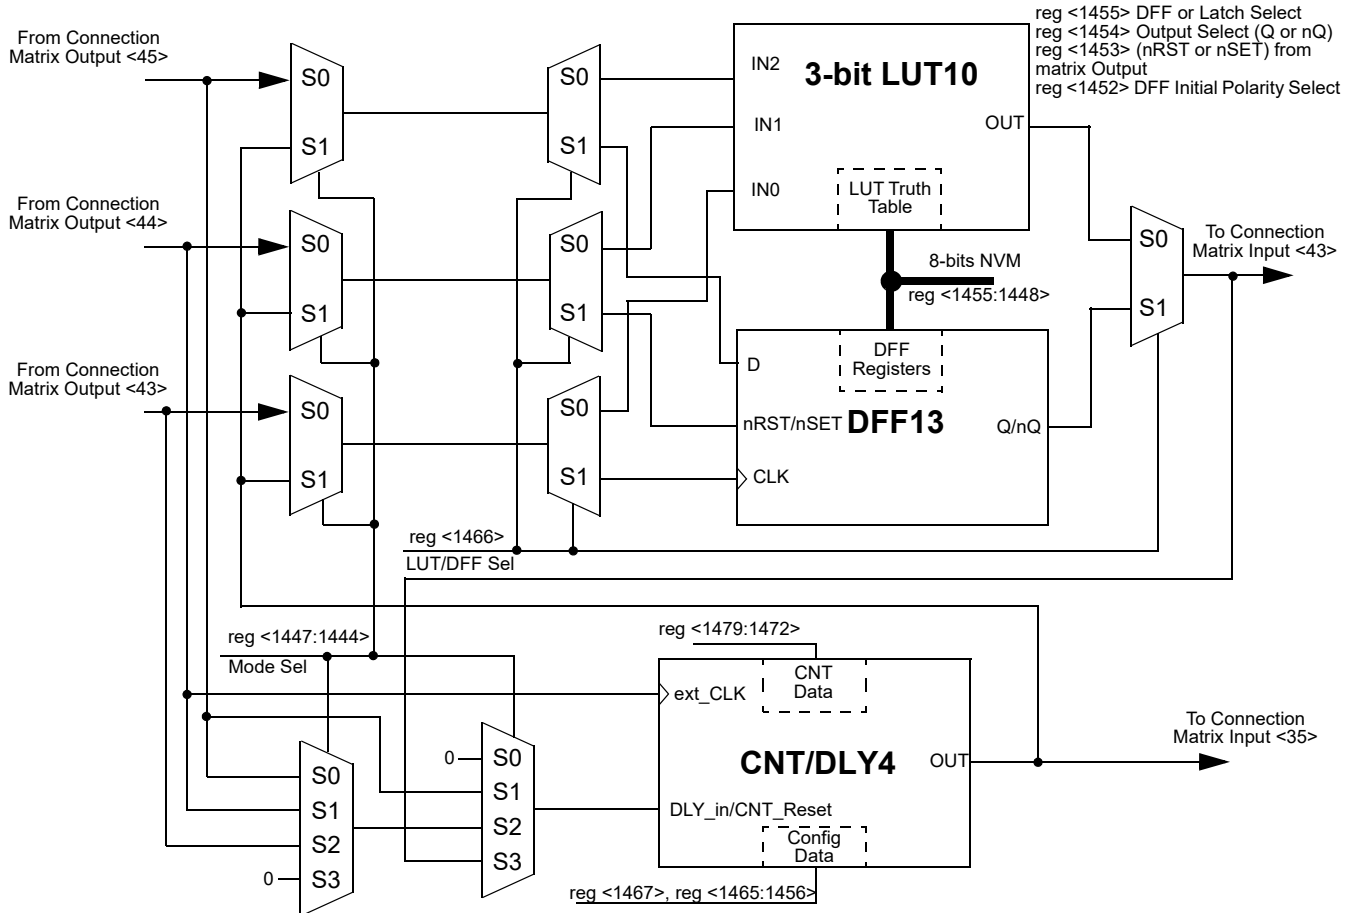 From Connection
Matrix Output <45>
S0
S1
S0
S1
IN2
3-bit LUT10
IN1
OUT
IN0
LUT Truth
Table
reg <1455> DFF or Latch Select
reg <1454> Output Select (Q or nQ)
reg <1453> (nRST or nSET) from
matrix Output
reg <1452> DFF Initial Polarity Select
From Connection
Matrix Output <44>
S0
S1
S0
S1
8-bits NVM
reg <1455:1448>
S0
S1
To Connection
Matrix Input <43>
From Connection
Matrix Output <43>
S0
S1
S0
S1
D
DFF
Registers
nRST/nSET
DFF13
Q/nQ
CLK
reg <1466>
LUT/DFF Sel
reg <1447:1444>
Mode Sel
reg <1479:1472>
CNT
Data
ext_CLK
CNT/DLY4
OUT
To Connection
Matrix Input <35>
DLY_in/CNT_Reset
Config
Data
0
S0
S1
S2
S3
S0
S1
S2
0
S3
reg <1467>, reg <1465:1456>